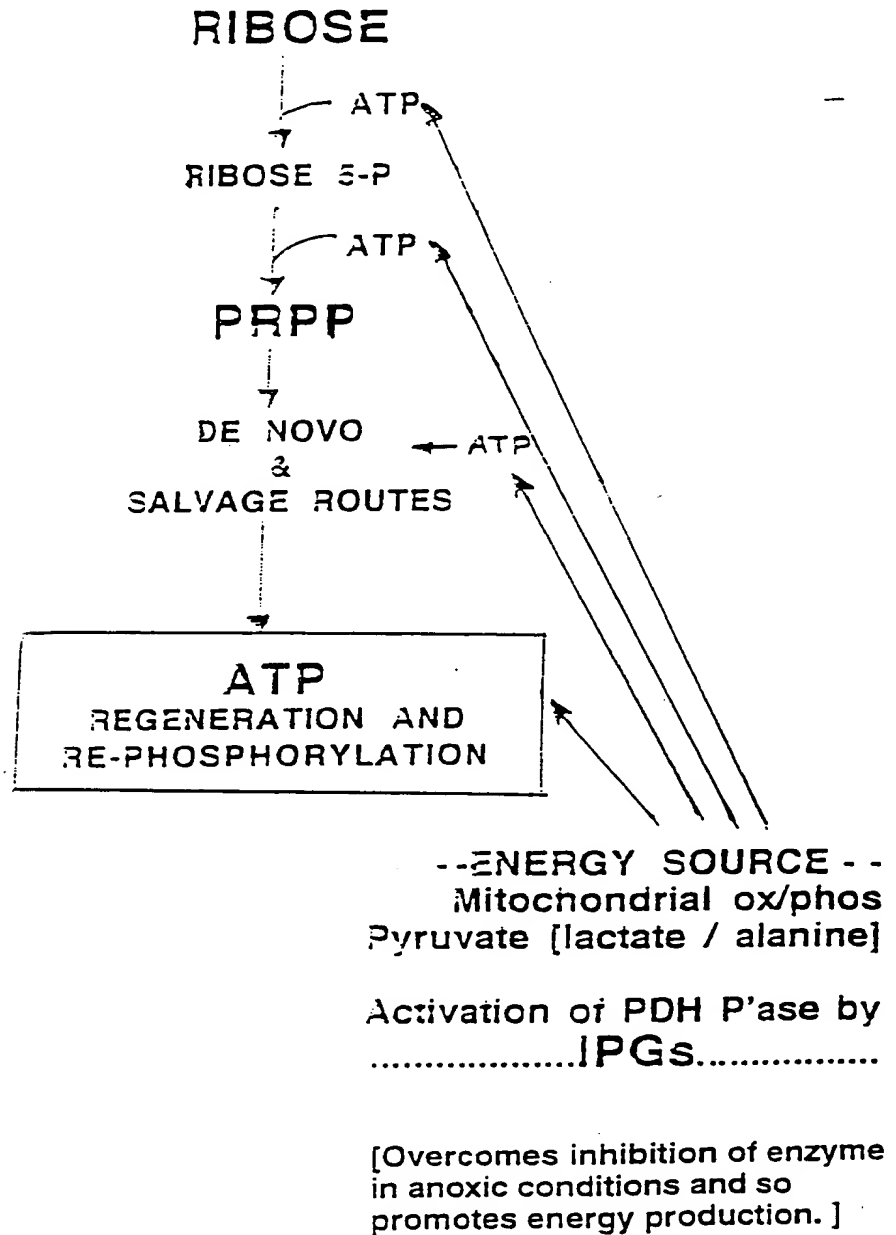 RIBOSE
ATP
RIBOSE 5-P
ATP
PRPP
DE NOVO
← ATP
&
SALVAGE ROUTES
ATP
REGENERATION AND
RE-PHOSPHORYLATION
--ENERGY SOURCE--
Mitochondrial ox/phos
Pyruvate [lactate / alanine]
Activation of PDH P'ase by
....................IPGs.................
[Overcomes inhibition of enzyme
in anoxic conditions and so
promotes energy production. ]